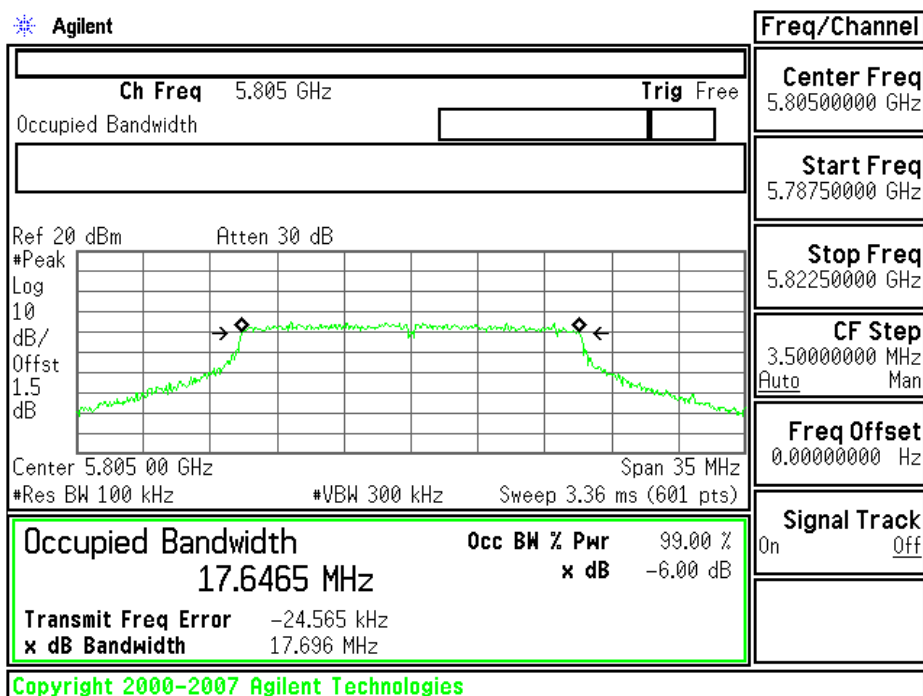 Agilent
Freq/Channel
Ch Freq 5.805 GHz Trig Free
Occupied Bandwidth
Center Freq
5.80500000 GHz
Start Freq
5.78750000 GHz
Stop Freq
5.82250000 GHz
CF Step
3.50000000 MHz
Auto Man
Freq Offset
0.00000000 Hz
Signal Track
On Off
Ref 20 dBm Atten 30 dB
#Peak
Log
10
dB/
Offst
1.5
dB
Center 5.805 00 GHz Span 35 MHz
#Res BW 100 kHz #VBW 300 kHz Sweep 3.36 ms (601 pts)
Occupied Bandwidth Occ BW % Pwr 99.00 %
17.6465 MHz x dB -6.00 dB
Transmit Freq Error -24.565 kHz
x dB Bandwidth 17.696 MHz
Copyright 2000-2007 Agilent Technologies